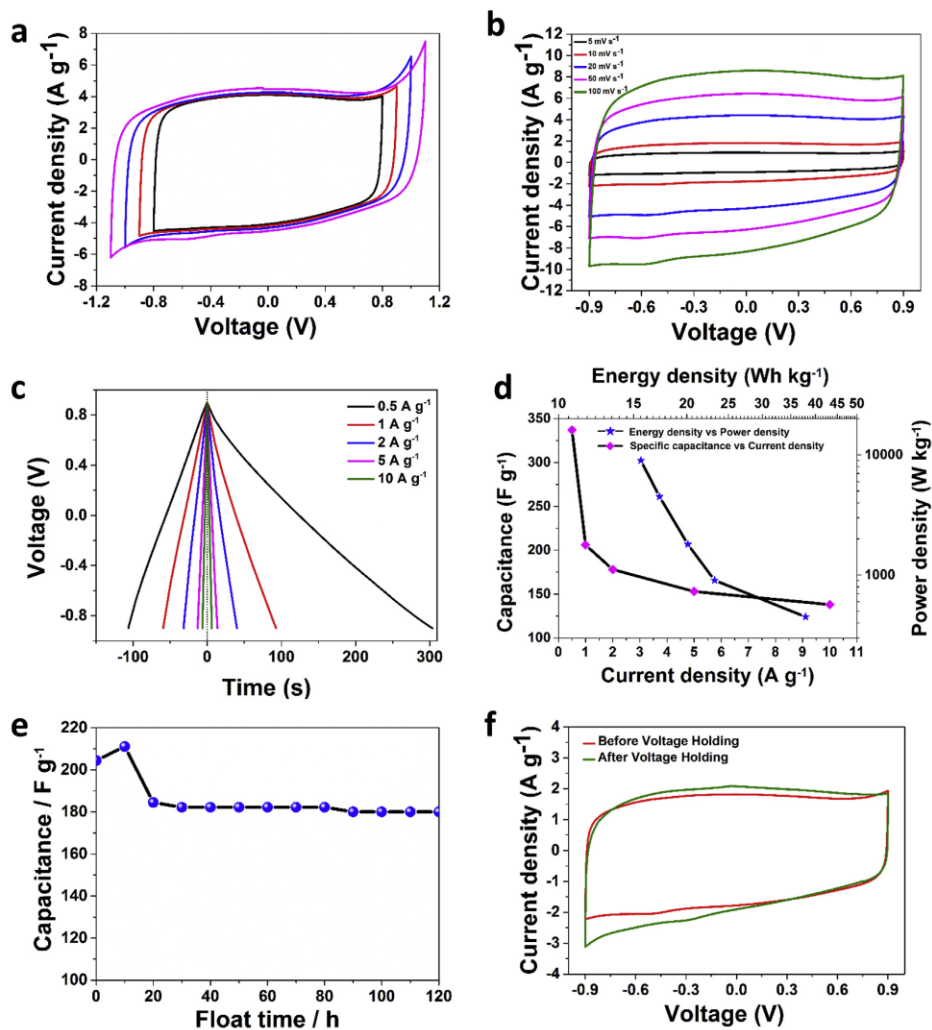 a
Current density (A g-1)
8
6
4
2
0
-2
-4
-6
-8
-1.2 -0.8 -0.4 0.0 0.4 0.8 1.2
Voltage (V)
b
Current density (A g-1)
12
10
8
6
4
2
0
-2
-4
-6
-8
-10
-12
5 mV s-1
10 mV s-1
20 mV s-1
50 mV s-1
100 mV s-1
-0.9 -0.6 -0.3 0.0 0.3 0.6 0.9
Voltage (V)
c
Voltage (V)
0.8
0.4
0.0
-0.4
-0.8
0.5 A g-1
1 A g-1
2 A g-1
5 A g-1
10 A g-1
-100 0 100 200 300
Time (s)
d
Energy density (Wh kg-1)
10 15 20 25 30 35 40 45 50
Capacitance (F g-1)
350
300
250
200
150
100
Energy density vs Power density
Specific capacitance vs Current density
10000
1000
Power density (W kg-1)
0 1 2 3 4 5 6 7 8 9 10 11
Current density (A g-1)
e
Capacitance / F g-1
220
200
180
160
140
120
100
0 20 40 60 80 100 120
Float time / h
f
Current density (A g-1)
4
3
2
1
0
-1
-2
-3
-4
Before Voltage Holding
After Voltage Holding
-0.9 -0.6 -0.3 0.0 0.3 0.6 0.9
Voltage (V)